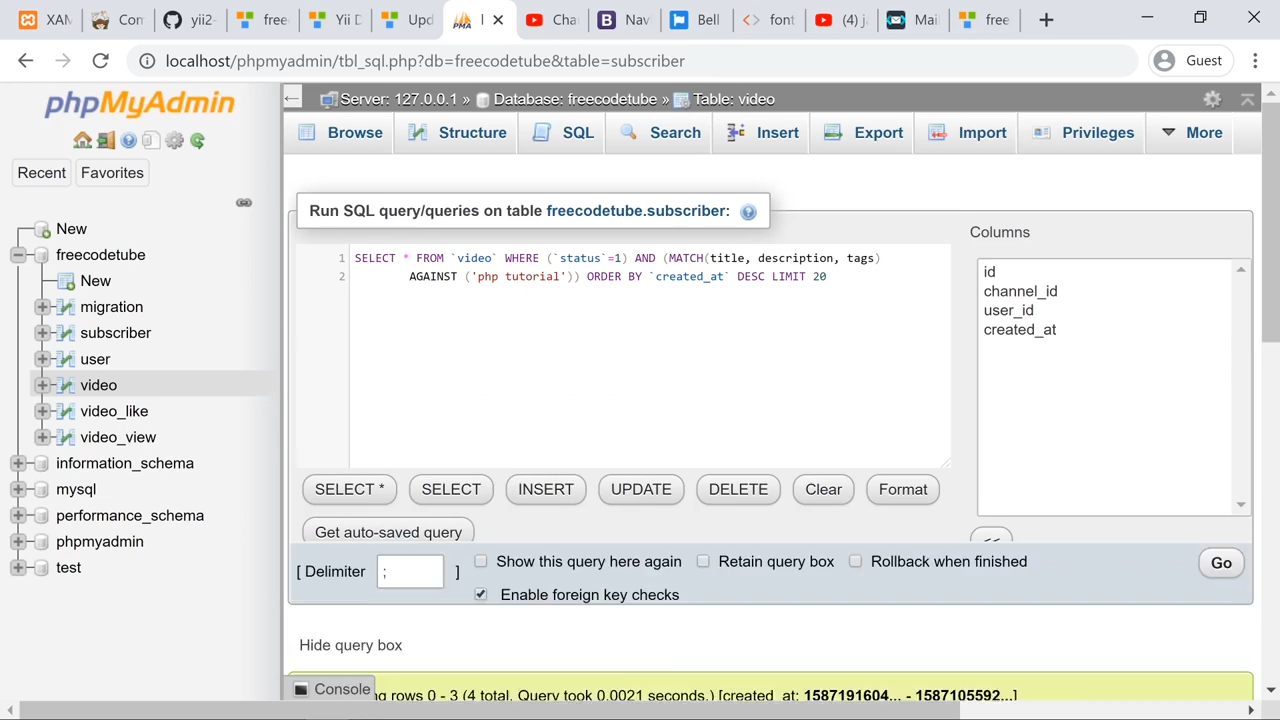 XAM
Com
yii2-
free
Yii D
Upd
PMA
Cha
B
Nav
Bell
font
(4) ج
Mai
free
localhost/phpmyadmin/tbl_sql.php?db=freecodetube&table=subscriber
Guest
phpMyAdmin
Recent
Favorites
New
freecodetube
New
migration
subscriber
user
video
video_like
video_view
information_schema
mysql
performance_schema
phpmyadmin
test
Server: 127.0.0.1 » Database: freecodetube » Table: video
Browse
Structure
SQL
Search
Insert
Export
Import
Privileges
More
Run SQL query/queries on table freecodetube.subscriber:
1 SELECT * FROM `video` WHERE (`status`=1) AND (MATCH(title, description, tags)
2 AGAINST ('php tutorial')) ORDER BY `created_at` DESC LIMIT 20
Columns
id
channel_id
user_id
created_at
SELECT *
SELECT
INSERT
UPDATE
DELETE
Clear
Format
Get auto-saved query
<<
[ Delimiter ; ]
Show this query here again
Retain query box
Rollback when finished
Enable foreign key checks
Go
Hide query box
Console
ng rows 0 - 3 (4 total, Query took 0.0021 seconds.) [created_at: 1587191604... - 1587105592...]